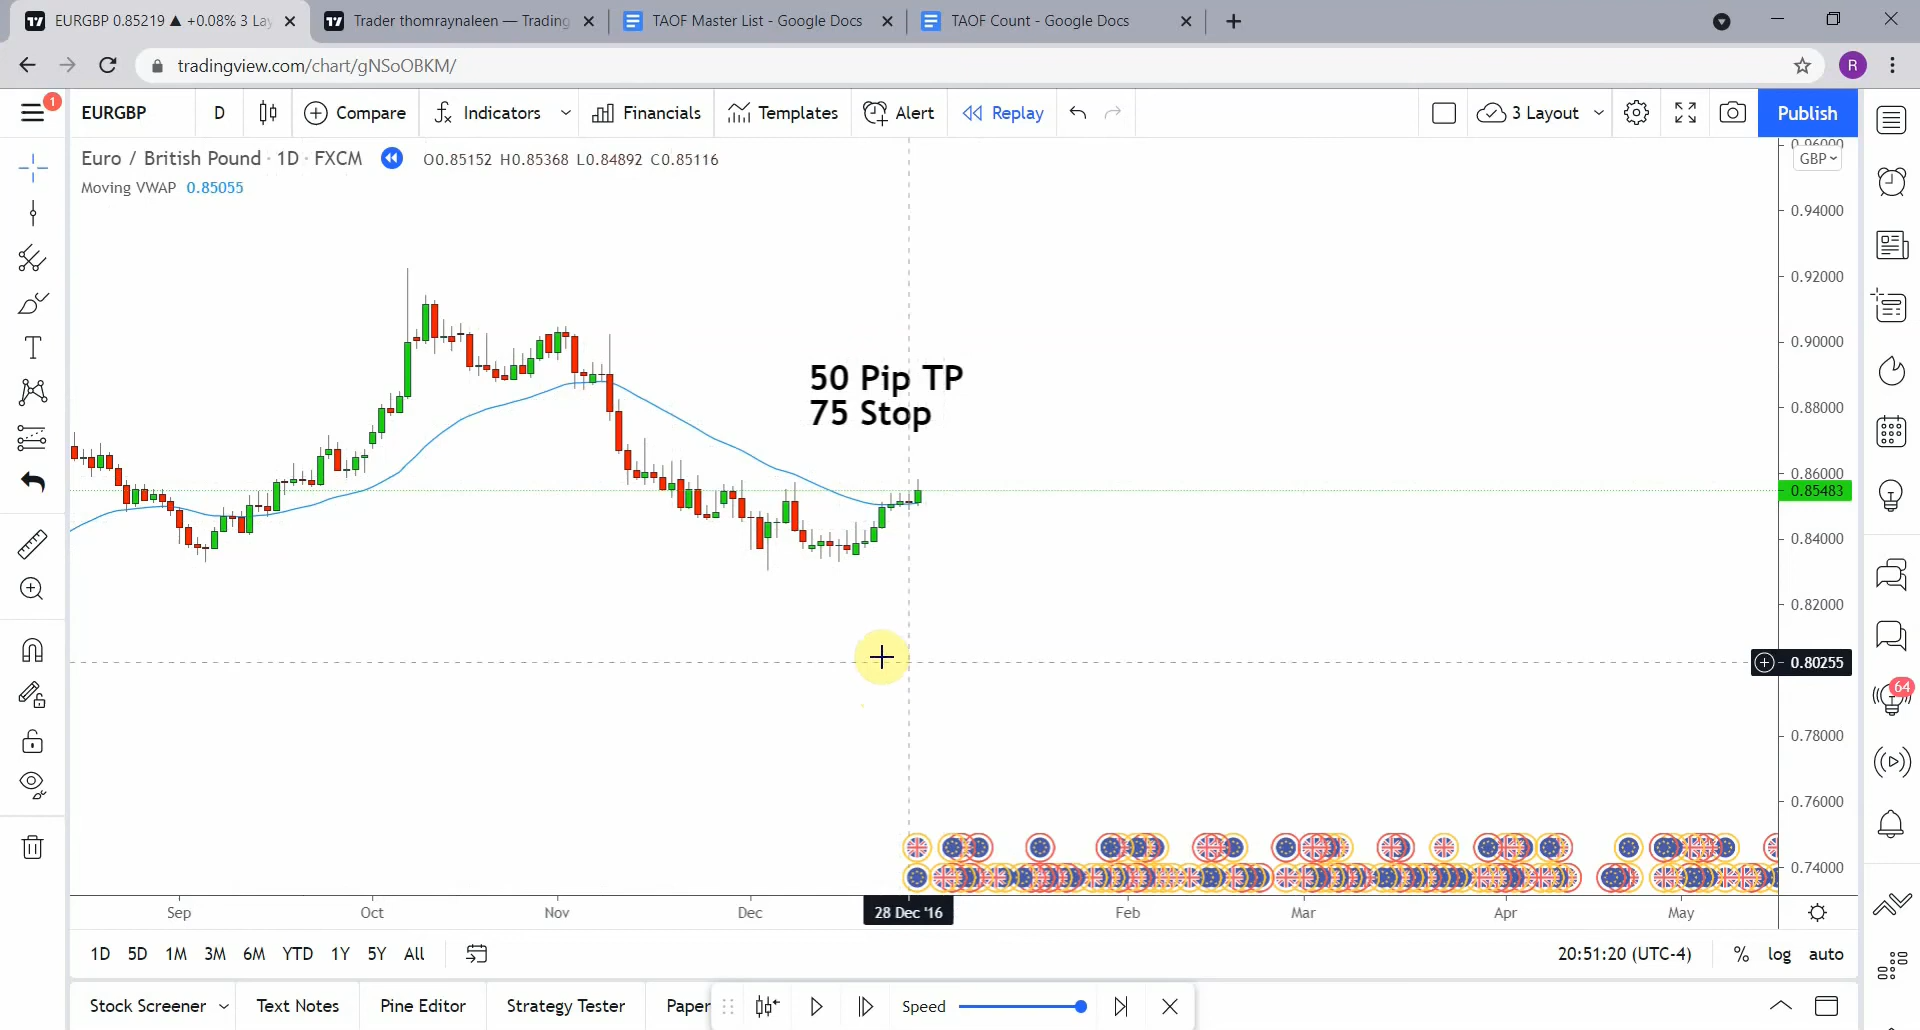 EURGBP 0.85219 ▲ +0.08% 3 Lay
Trader thomraynaleen — Trading
TAOF Master List - Google Docs
TAOF Count - Google Docs
tradingview.com/chart/gNSoOBKM/
R
1
EURGBP
D
Compare
Indicators
Financials
Templates
Alert
Replay
3 Layout
Publish
Euro / British Pound · 1D · FXCM
O0.85152 H0.85368 L0.84892 C0.85116
Moving VWAP 0.85055
GBP
0.96000
0.94000
0.92000
0.90000
0.88000
0.86000
0.85483
0.84000
0.82000
0.80255
0.78000
0.76000
0.74000
50 Pip TP
75 Stop
64
Sep
Oct
Nov
Dec
28 Dec '16
Feb
Mar
Apr
May
1D 5D 1M 3M 6M YTD 1Y 5Y All
20:51:20 (UTC-4)
% log auto
Stock Screener
Text Notes
Pine Editor
Strategy Tester
Paper
Speed